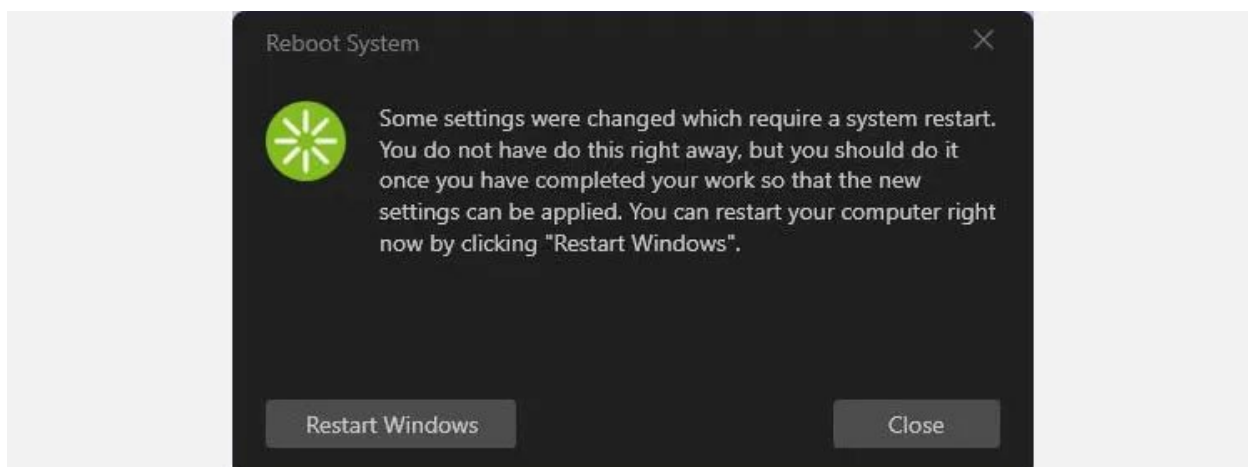 Reboot System
Some settings were changed which require a system restart.
You do not have do this right away, but you should do it
once you have completed your work so that the new
settings can be applied. You can restart your computer right
now by clicking "Restart Windows".
Restart Windows
Close